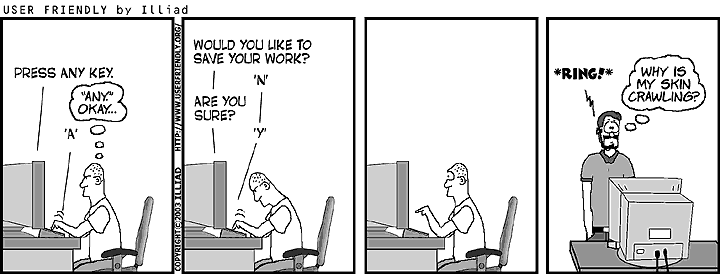 USER FRIENDLY by Illiad
PRESS ANY KEY.
"ANY."
OKAY...
'A'
COPYRIGHT © 2003 ILLIAD HTTP://WWW.USERFRIENDLY.ORG/
WOULD YOU LIKE TO
SAVE YOUR WORK?
'N'
ARE YOU
SURE?
'Y'
*RING!*
WHY IS
MY SKIN
CRAWLING?